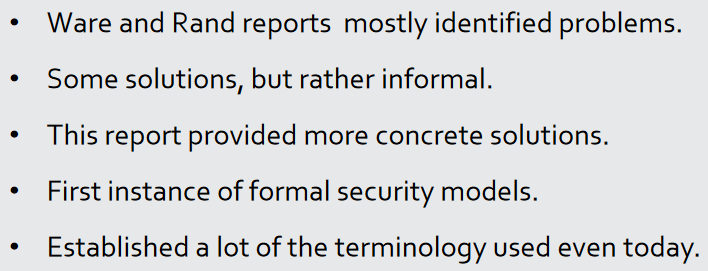 • Ware and Rand reports mostly identified problems.
• Some solutions, but rather informal.
• This report provided more concrete solutions.
• First instance of formal security models.
• Established a lot of the terminology used even today.